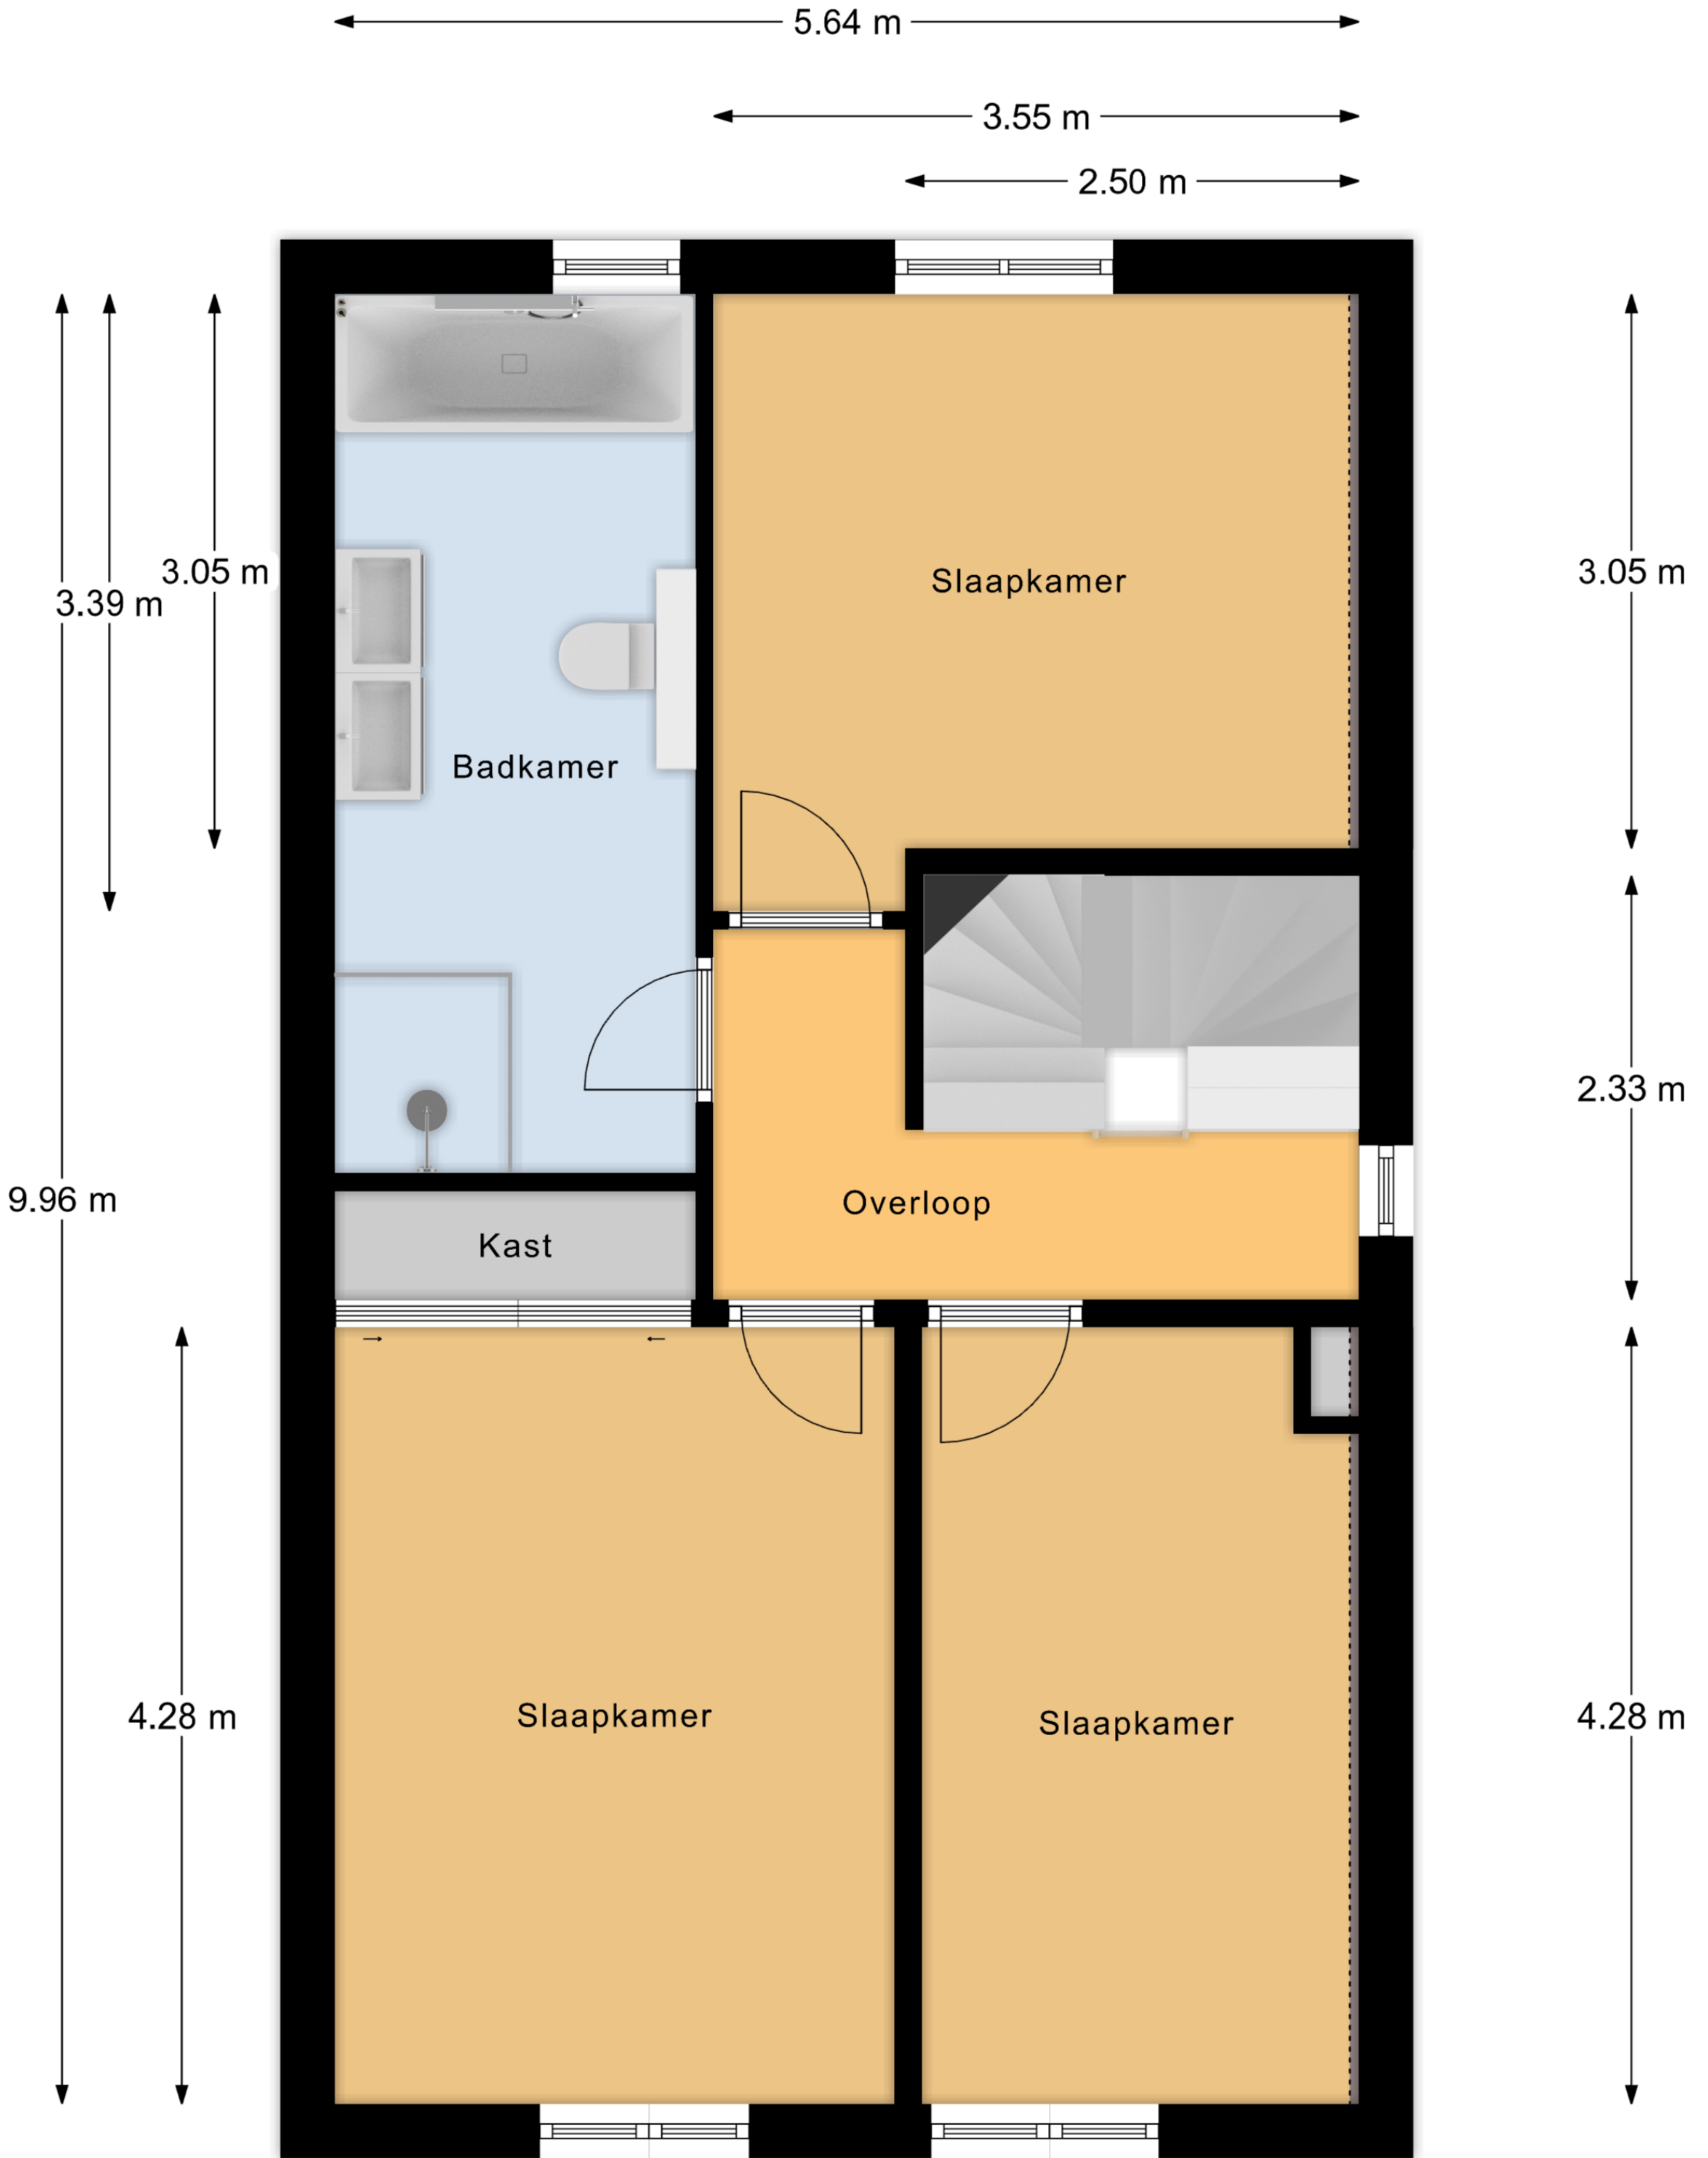 5.64 m
3.55 m
2.50 m
3.05 m
3.39 m
3.05 m
Slaapkamer
Badkamer
2.33 m
9.96 m
Overloop
Kast
4.28 m
Slaapkamer
Slaapkamer
4.28 m